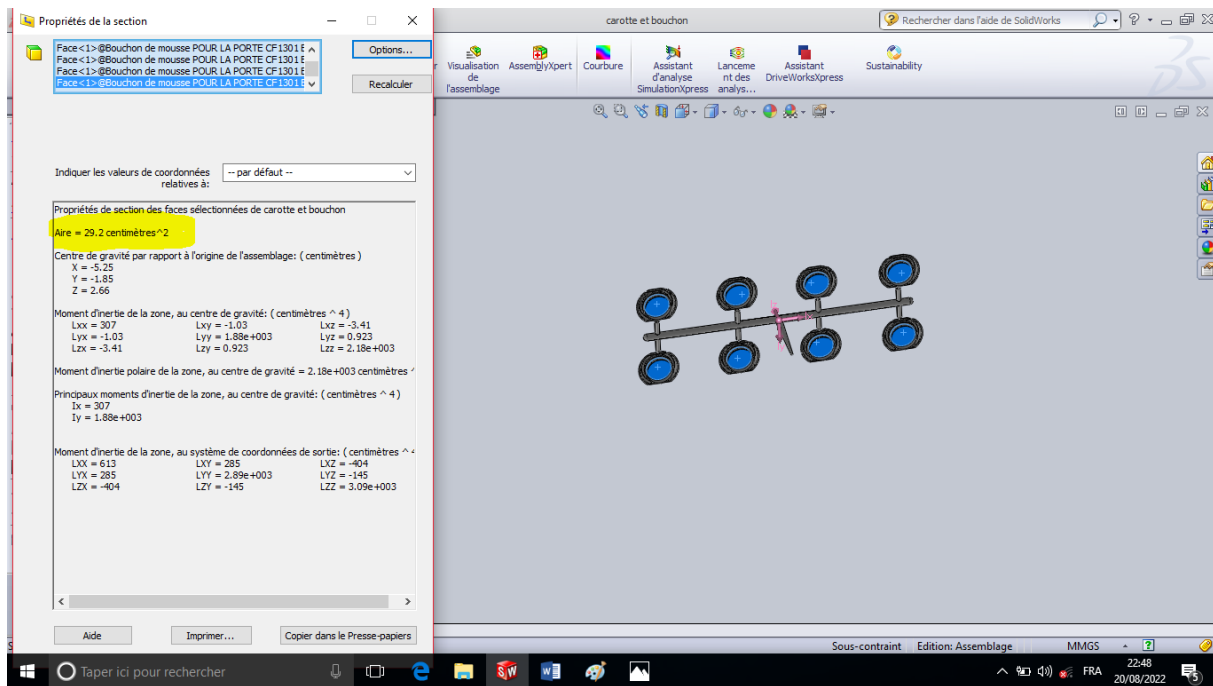 Propriétés de la section
carotte et bouchon
Rechercher dans l'aide de SolidWorks
Face<1>@Bouchon de mousse POUR LA PORTE CF1301 E
Face<1>@Bouchon de mousse POUR LA PORTE CF1301 E
Face<1>@Bouchon de mousse POUR LA PORTE CF1301 E
Face<1>@Bouchon de mousse POUR LA PORTE CF1301 E
Options...
Recalculer
r Visualisation de l'assemblage
AssemblyXpert
Courbure
Assistant d'analyse SimulationXpress
Lanceme nt des analys...
Assistant DriveWorksXpress
Sustainability
Indiquer les valeurs de coordonnées relatives à:
-- par défaut --
Propriétés de section des faces sélectionnées de carotte et bouchon
Aire = 29.2 centimètres^2
Centre de gravité par rapport à l'origine de l'assemblage: ( centimètres )
X = -5.25
Y = -1.85
Z = 2.66
Moment d'inertie de la zone, au centre de gravité: ( centimètres ^ 4 )
Lxx = 307 Lxy = -1.03 Lxz = -3.41
Lyx = -1.03 Lyy = 1.88e+003 Lyz = 0.923
Lzx = -3.41 Lzy = 0.923 Lzz = 2.18e+003
Moment d'inertie polaire de la zone, au centre de gravité = 2.18e+003 centimètres ^
Principaux moments d'inertie de la zone, au centre de gravité: ( centimètres ^ 4 )
Ix = 307
Iy = 1.88e+003
Moment d'inertie de la zone, au système de coordonnées de sortie: ( centimètres ^ 4
LXX = 613 LXY = 285 LXZ = -404
LYX = 285 LYY = 2.89e+003 LYZ = -145
LZX = -404 LZY = -145 LZZ = 3.09e+003
Aide
Imprimer...
Copier dans le Presse-papiers
Sous-contraint
Edition: Assemblage
MMGS
Taper ici pour rechercher
FRA
22:48
20/08/2022
5